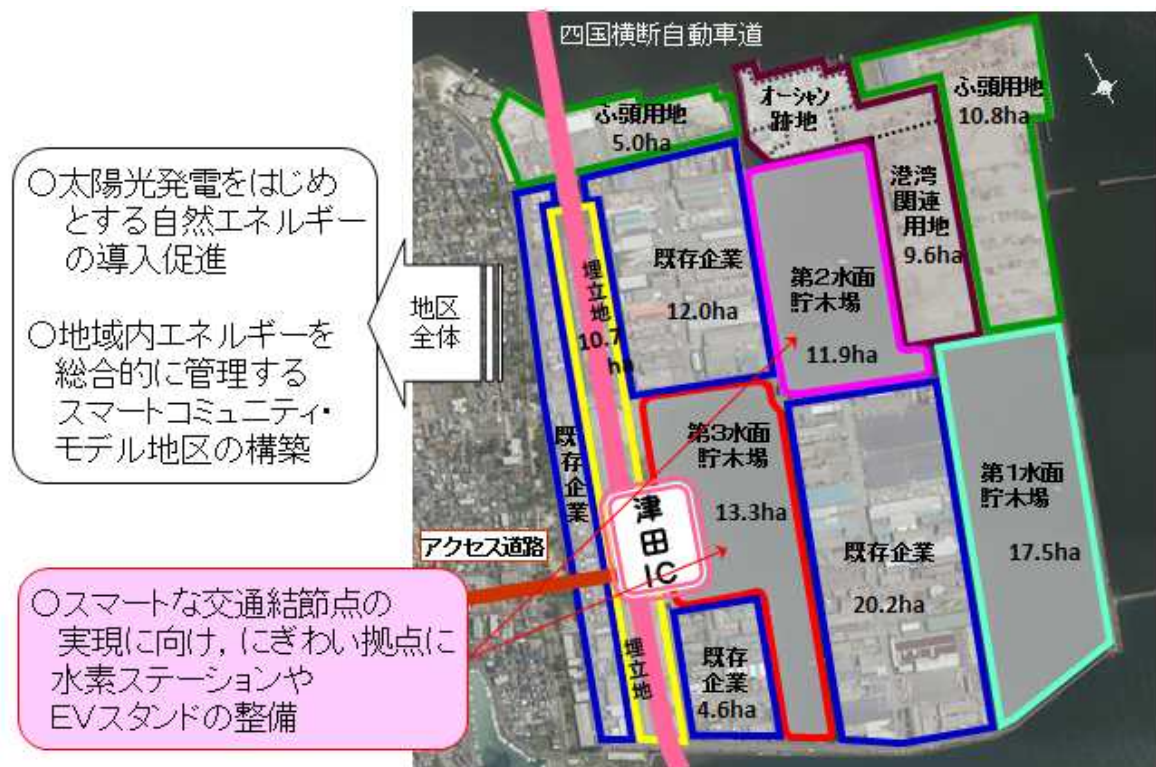 四国横断自動車道
ふ頭用地
5.0ha
オーシャン
跡地
ふ頭用地
10.8ha
○太陽光発電をはじめ
とする自然エネルギー
の導入促進
○地域内エネルギーを
総合的に管理する
スマートコミュニティ・
モデル地区の構築
地区
全体
埋立地
10.7
ha
既存企業
12.0ha
第2水面
貯木場
11.9ha
港湾
関連
用地
9.6ha
既存企業
第3水面
貯木場
13.3ha
第1水面
貯木場
17.5ha
津田IC
アクセス道路
既存企業
20.2ha
○スマートな交通結節点の
実現に向け，にぎわい拠点に
水素ステーションや
EVスタンドの整備
埋立地
既存
企業
4.6ha